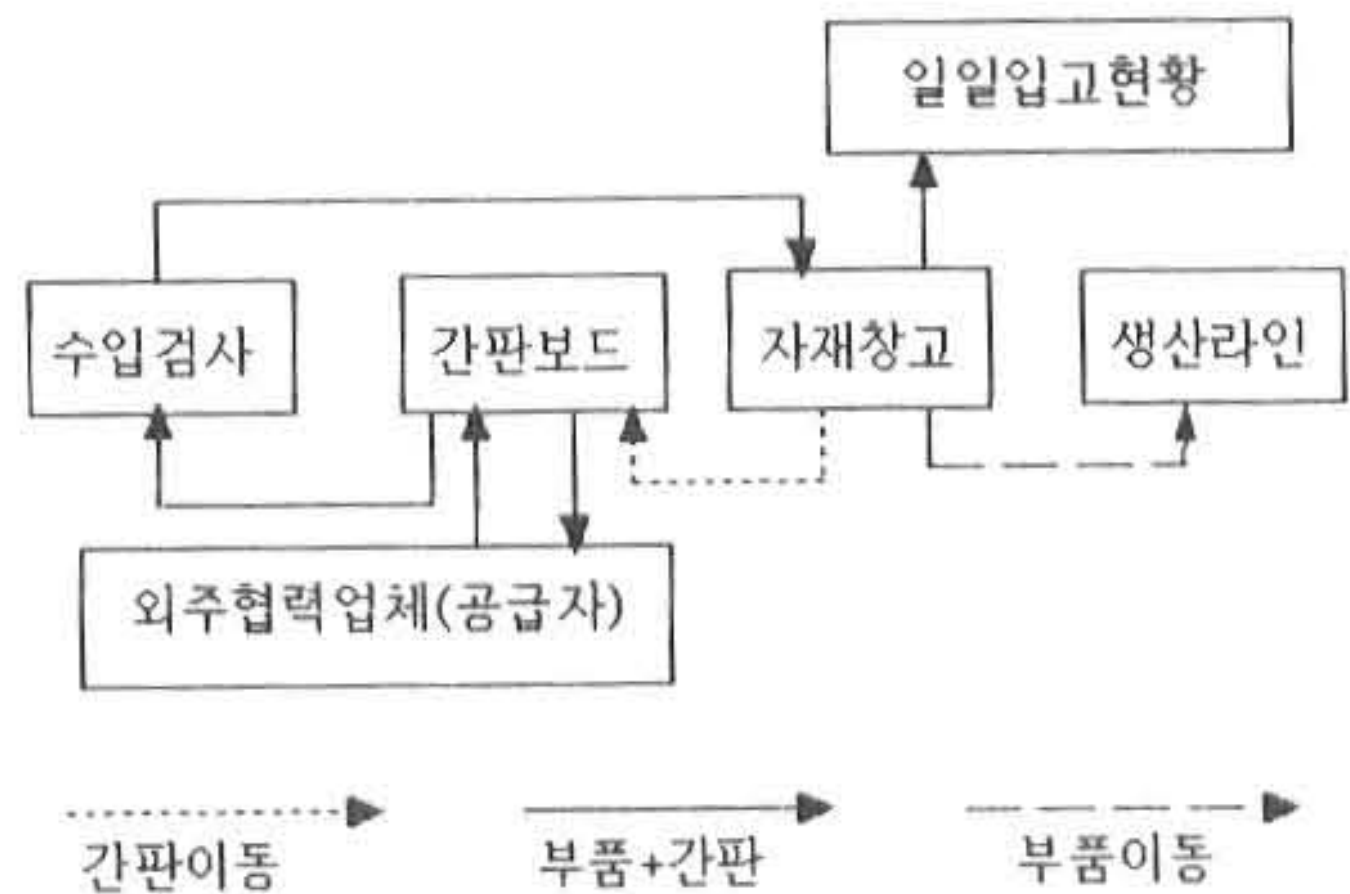 일일입고현황
수입검사
간판보드
자재창고
생산라인
외주협력업체(공급자)
간판이동
부품+간판
부품이동